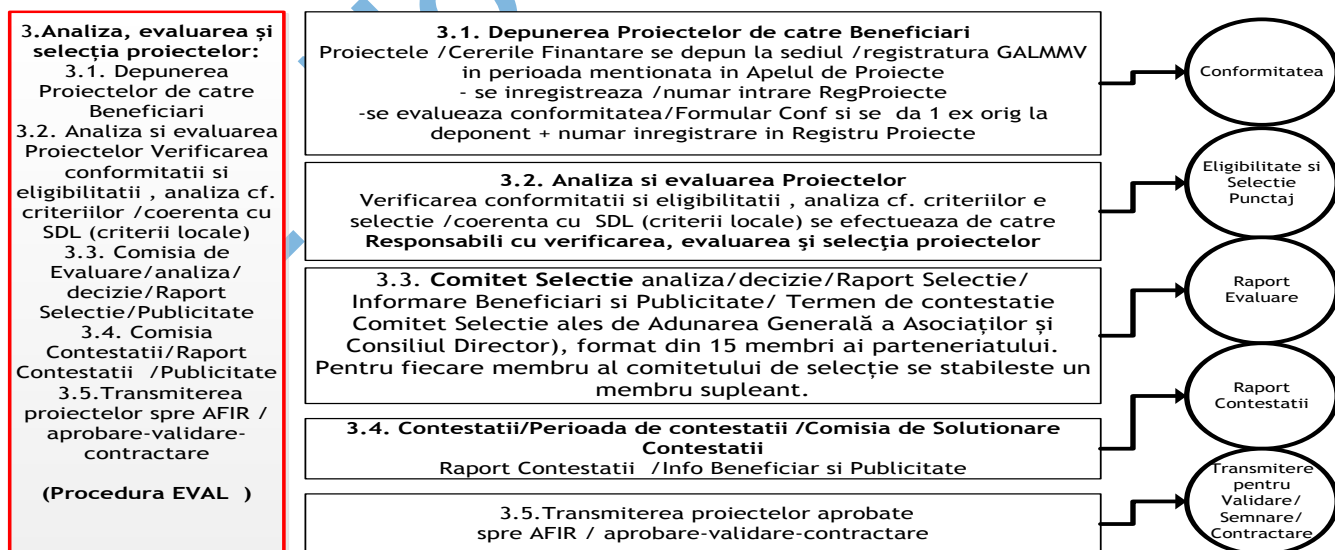 3.Analiza, evaluarea și
selecția proiectelor:
3.1. Depunerea
Proiectelor de catre
Beneficiari
3.2. Analiza si evaluarea
Proiectelor Verificarea
conformitatii si
eligibilitatii , analiza cf.
criteriilor /coerenta cu
SDL (criterii locale)
3.3. Comisia de
Evaluare/analiza/
decizie/Raport
Selectie/Publicitate
3.4. Comisia
Contestatii/Raport
Contestatii /Publicitate
3.5.Transmiterea
proiectelor spre AFIR /
aprobare-validare-
contractare
(Procedura EVAL )
3.1. Depunerea Proiectelor de catre Beneficiari
Proiectele /Cererile Finantare se depun la sediul /registratura GALMMV
in perioada mentionata in Apelul de Proiecte
- se inregistreaza /numar intrare RegProiecte
-se evalueaza conformitatea/Formular Conf si se da 1 ex orig la
deponent + numar inregistrare in Registru Proiecte
Conformitatea
3.2. Analiza si evaluarea Proiectelor
Verificarea conformitatii si eligibilitatii , analiza cf. criteriilor e
selectie /coerenta cu SDL (criterii locale) se efectueaza de catre
Responsabili cu verificarea, evaluarea şi selecţia proiectelor
Eligibilitate si
Selectie
Punctaj
3.3. Comitet Selectie analiza/decizie/Raport Selectie/
Informare Beneficiari si Publicitate/ Termen de contestatie
Comitet Selectie ales de Adunarea Generală a Asociaților și
Consiliul Director), format din 15 membri ai parteneriatului.
Pentru fiecare membru al comitetului de selecție se stabileste un
membru supleant.
Raport
Evaluare
3.4. Contestatii/Perioada de contestatii /Comisia de Solutionare
Contestatii
Raport Contestatii /Info Beneficiar si Publicitate
Raport
Contestatii
3.5.Transmiterea proiectelor aprobate
spre AFIR / aprobare-validare-contractare
Transmitere
pentru
Validare/
Semnare/
Contractare